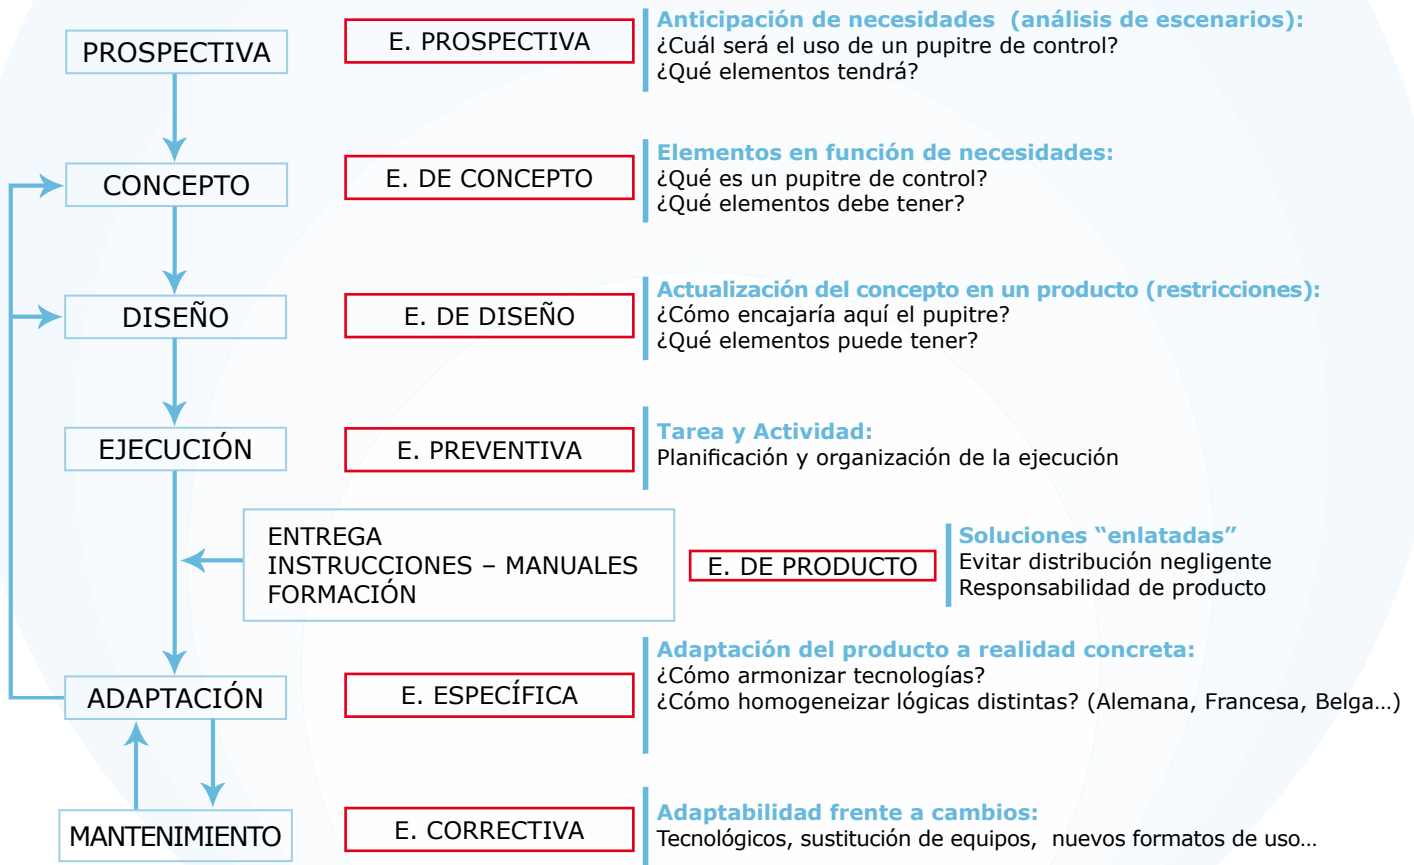 PROSPECTIVA
E. PROSPECTIVA
Anticipación de necesidades  (análisis de escenarios):
¿Cuál será el uso de un pupitre de control?
¿Qué elementos tendrá?
CONCEPTO
E. DE CONCEPTO
Elementos en función de necesidades:
¿Qué es un pupitre de control?
¿Qué elementos debe tener?
DISEÑO
E. DE DISEÑO
Actualización del concepto en un producto (restricciones):
¿Cómo encajaría aquí el pupitre?
¿Qué elementos puede tener?
EJECUCIÓN
E. PREVENTIVA
Tarea y Actividad:
Planificación y organización de la ejecución
ENTREGA
INSTRUCCIONES – MANUALES
FORMACIÓN
E. DE PRODUCTO
Soluciones “enlatadas”
Evitar distribución negligente
Responsabilidad de producto
ADAPTACIÓN
E. ESPECÍFICA
Adaptación del producto a realidad concreta:
¿Cómo armonizar tecnologías?
¿Cómo homogeneizar lógicas distintas? (Alemana, Francesa, Belga…)
MANTENIMIENTO
E. CORRECTIVA
Adaptabilidad frente a cambios:
Tecnológicos, sustitución de equipos,  nuevos formatos de uso…